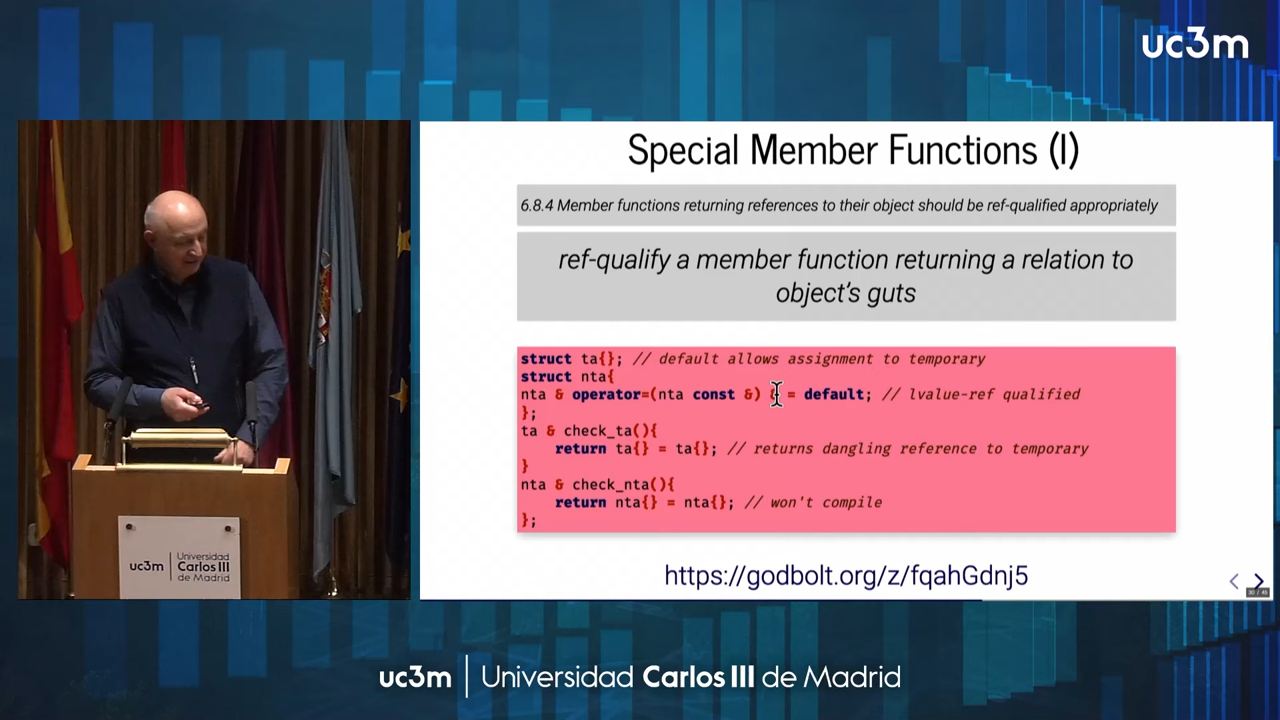 uc3m
Special Member Functions (I)
6.8.4 Member functions returning references to their object should be ref-qualified appropriately
ref-qualify a member function returning a relation to
object's guts
struct ta{}; // default allows assignment to temporary
struct nta{
nta & operator=(nta const &) & = default; // lvalue-ref qualified
};
ta & check_ta(){
return ta{} = ta{}; // returns dangling reference to temporary
}
nta & check_nta(){
return nta{} = nta{}; // won't compile
};
https://godbolt.org/z/fqahGdnj5
30 / 45
uc3m
Universidad
Carlos III
de Madrid
uc3m Universidad Carlos III de Madrid